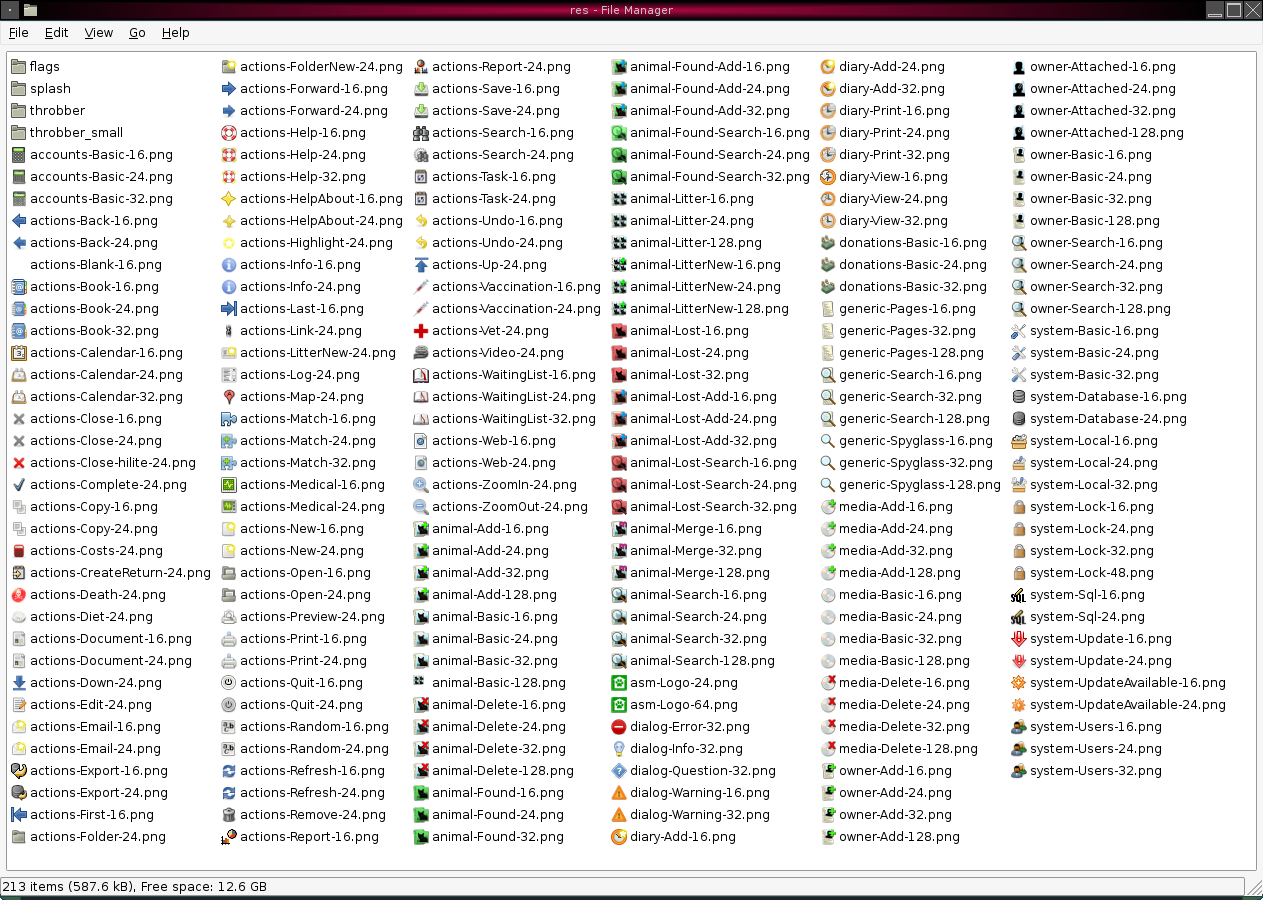 res - File Manager
File Edit View Go Help
flags
splash
throbber
throbber_small
accounts-Basic-16.png
accounts-Basic-24.png
accounts-Basic-32.png
actions-Back-16.png
actions-Back-24.png
actions-Blank-16.png
actions-Book-16.png
actions-Book-24.png
actions-Book-32.png
actions-Calendar-16.png
actions-Calendar-24.png
actions-Calendar-32.png
actions-Close-16.png
actions-Close-24.png
actions-Close-hilite-24.png
actions-Complete-24.png
actions-Copy-16.png
actions-Copy-24.png
actions-Costs-24.png
actions-CreateReturn-24.png
actions-Death-24.png
actions-Diet-24.png
actions-Document-16.png
actions-Document-24.png
actions-Down-24.png
actions-Edit-24.png
actions-Email-16.png
actions-Email-24.png
actions-Export-16.png
actions-Export-24.png
actions-First-16.png
actions-Folder-24.png
actions-FolderNew-24.png
actions-Forward-16.png
actions-Forward-24.png
actions-Help-16.png
actions-Help-24.png
actions-Help-32.png
actions-HelpAbout-16.png
actions-HelpAbout-24.png
actions-Highlight-24.png
actions-Info-16.png
actions-Info-24.png
actions-Last-16.png
actions-Link-24.png
actions-LitterNew-24.png
actions-Log-24.png
actions-Map-24.png
actions-Match-16.png
actions-Match-24.png
actions-Match-32.png
actions-Medical-16.png
actions-Medical-24.png
actions-New-16.png
actions-New-24.png
actions-Open-16.png
actions-Open-24.png
actions-Preview-24.png
actions-Print-16.png
actions-Print-24.png
actions-Quit-16.png
actions-Quit-24.png
actions-Random-16.png
actions-Random-24.png
actions-Refresh-16.png
actions-Refresh-24.png
actions-Remove-24.png
actions-Report-16.png
actions-Report-24.png
actions-Save-16.png
actions-Save-24.png
actions-Search-16.png
actions-Search-24.png
actions-Task-16.png
actions-Task-24.png
actions-Undo-16.png
actions-Undo-24.png
actions-Up-24.png
actions-Vaccination-16.png
actions-Vaccination-24.png
actions-Vet-24.png
actions-Video-24.png
actions-WaitingList-16.png
actions-WaitingList-24.png
actions-WaitingList-32.png
actions-Web-16.png
actions-Web-24.png
actions-ZoomIn-24.png
actions-ZoomOut-24.png
animal-Add-16.png
animal-Add-24.png
animal-Add-32.png
animal-Add-128.png
animal-Basic-16.png
animal-Basic-24.png
animal-Basic-32.png
animal-Basic-128.png
animal-Delete-16.png
animal-Delete-24.png
animal-Delete-32.png
animal-Delete-128.png
animal-Found-16.png
animal-Found-24.png
animal-Found-32.png
animal-Found-Add-16.png
animal-Found-Add-24.png
animal-Found-Add-32.png
animal-Found-Search-16.png
animal-Found-Search-24.png
animal-Found-Search-32.png
animal-Litter-16.png
animal-Litter-24.png
animal-Litter-128.png
animal-LitterNew-16.png
animal-LitterNew-24.png
animal-LitterNew-128.png
animal-Lost-16.png
animal-Lost-24.png
animal-Lost-32.png
animal-Lost-Add-16.png
animal-Lost-Add-24.png
animal-Lost-Add-32.png
animal-Lost-Search-16.png
animal-Lost-Search-24.png
animal-Lost-Search-32.png
animal-Merge-16.png
animal-Merge-32.png
animal-Merge-128.png
animal-Search-16.png
animal-Search-24.png
animal-Search-32.png
animal-Search-128.png
asm-Logo-24.png
asm-Logo-64.png
dialog-Error-32.png
dialog-Info-32.png
dialog-Question-32.png
dialog-Warning-16.png
dialog-Warning-32.png
diary-Add-16.png
diary-Add-24.png
diary-Add-32.png
diary-Print-16.png
diary-Print-24.png
diary-Print-32.png
diary-View-16.png
diary-View-24.png
diary-View-32.png
donations-Basic-16.png
donations-Basic-24.png
donations-Basic-32.png
generic-Pages-16.png
generic-Pages-32.png
generic-Pages-128.png
generic-Search-16.png
generic-Search-32.png
generic-Search-128.png
generic-Spyglass-16.png
generic-Spyglass-32.png
generic-Spyglass-128.png
media-Add-16.png
media-Add-24.png
media-Add-32.png
media-Add-128.png
media-Basic-16.png
media-Basic-24.png
media-Basic-32.png
media-Basic-128.png
media-Delete-16.png
media-Delete-24.png
media-Delete-32.png
media-Delete-128.png
owner-Add-16.png
owner-Add-24.png
owner-Add-32.png
owner-Add-128.png
owner-Attached-16.png
owner-Attached-24.png
owner-Attached-32.png
owner-Attached-128.png
owner-Basic-16.png
owner-Basic-24.png
owner-Basic-32.png
owner-Basic-128.png
owner-Search-16.png
owner-Search-24.png
owner-Search-32.png
owner-Search-128.png
system-Basic-16.png
system-Basic-24.png
system-Basic-32.png
system-Database-16.png
system-Database-24.png
system-Local-16.png
system-Local-24.png
system-Local-32.png
system-Lock-16.png
system-Lock-24.png
system-Lock-32.png
system-Lock-48.png
system-Sql-16.png
system-Sql-24.png
system-Update-16.png
system-Update-24.png
system-UpdateAvailable-16.png
system-UpdateAvailable-24.png
system-Users-16.png
system-Users-24.png
system-Users-32.png
213 items (587.6 kB), Free space: 12.6 GB